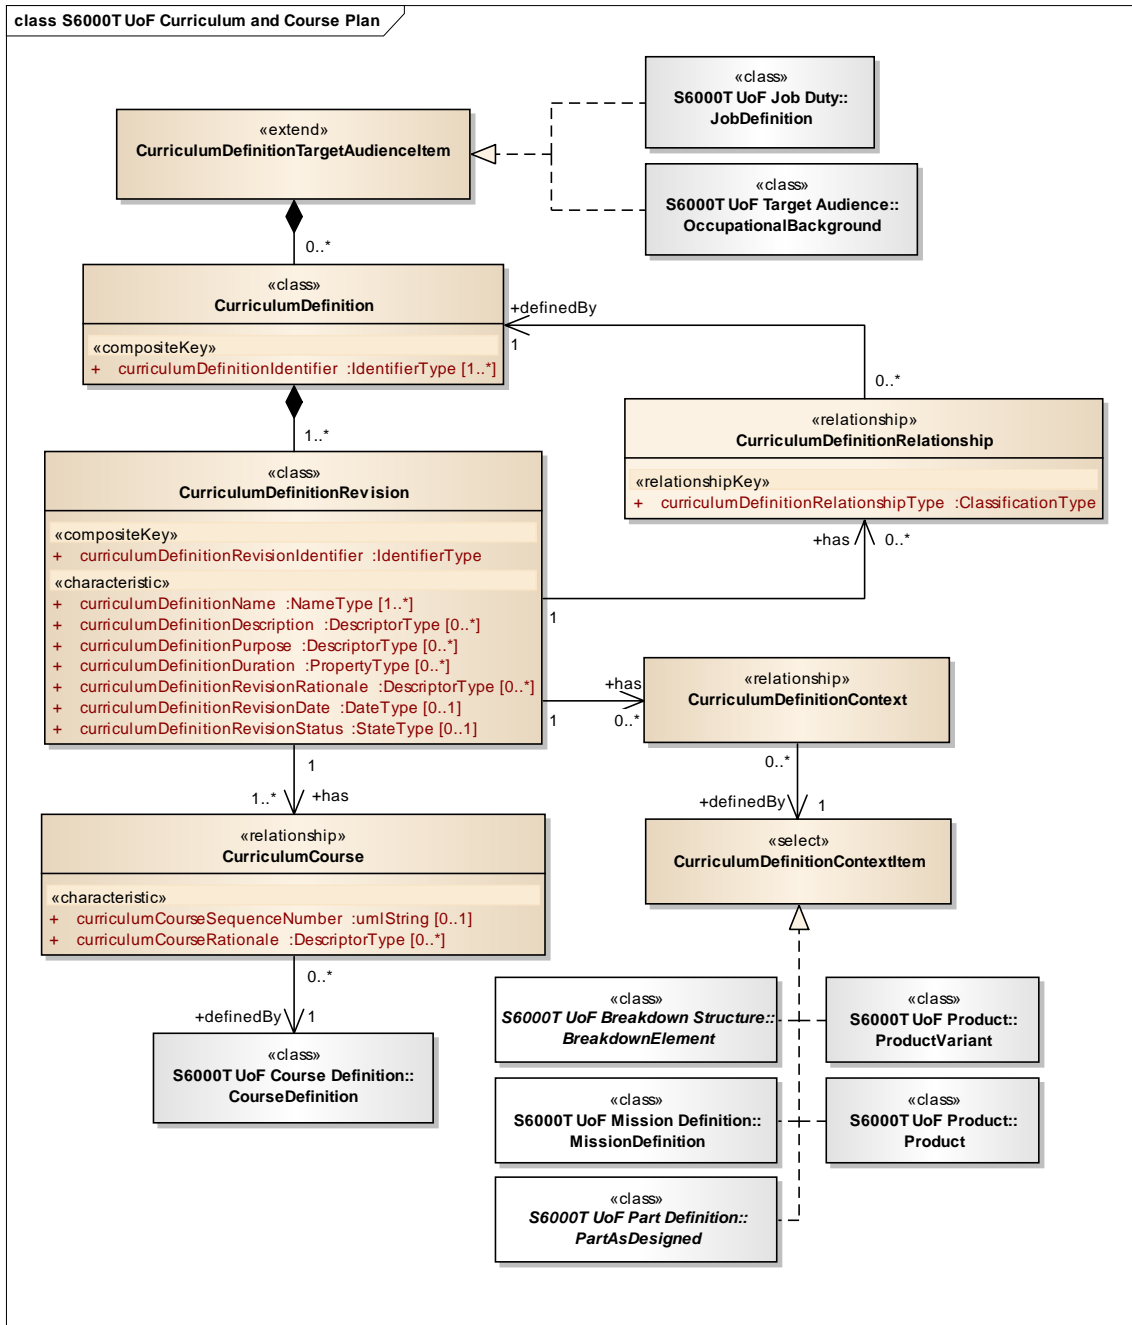 class S6000T UoF Curriculum and Course Plan
«class»
S6000T UoF Job Duty::
JobDefinition
«extend»
CurriculumDefinitionTargetAudienceItem
«class»
S6000T UoF Target Audience::
OccupationalBackground
0..*
«class»
CurriculumDefinition
«compositeKey»
+ curriculumDefinitionIdentifier :IdentifierType [1..*]
+definedBy
1
0..*
«relationship»
CurriculumDefinitionRelationship
«relationshipKey»
+ curriculumDefinitionRelationshipType :ClassificationType
+has
0..*
1..*
«class»
CurriculumDefinitionRevision
«compositeKey»
+ curriculumDefinitionRevisionIdentifier :IdentifierType
«characteristic»
+ curriculumDefinitionName :NameType [1..*]
+ curriculumDefinitionDescription :DescriptorType [0..*]
+ curriculumDefinitionPurpose :DescriptorType [0..*]
+ curriculumDefinitionDuration :PropertyType [0..*]
+ curriculumDefinitionRevisionRationale :DescriptorType [0..*]
+ curriculumDefinitionRevisionDate :DateType [0..1]
+ curriculumDefinitionRevisionStatus :StateType [0..1]
1
+has
1
0..*
«relationship»
CurriculumDefinitionContext
0..*
+definedBy
1
«select»
CurriculumDefinitionContextItem
1
1..*
+has
«relationship»
CurriculumCourse
«characteristic»
+ curriculumCourseSequenceNumber :umlString [0..1]
+ curriculumCourseRationale :DescriptorType [0..*]
0..*
+definedBy
1
«class»
S6000T UoF Course Definition::
CourseDefinition
«class»
S6000T UoF Breakdown Structure::
BreakdownElement
«class»
S6000T UoF Product::
ProductVariant
«class»
S6000T UoF Mission Definition::
MissionDefinition
«class»
S6000T UoF Product::
Product
«class»
S6000T UoF Part Definition::
PartAsDesigned